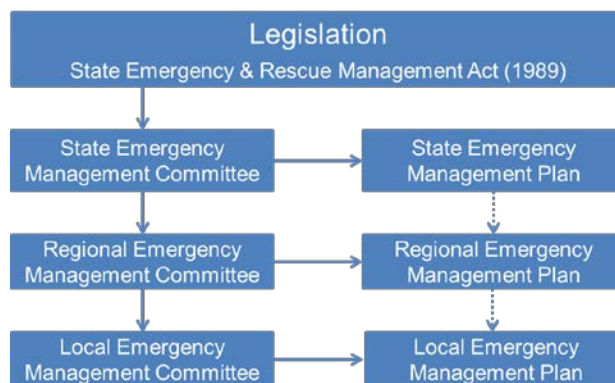 Legislation
State Emergency & Rescue Management Act (1989)
State Emergency
Management Committee
State Emergency
Management Plan
Regional Emergency
Management Committee
Regional Emergency
Management Plan
Local Emergency
Management Committee
Local Emergency
Management Plan